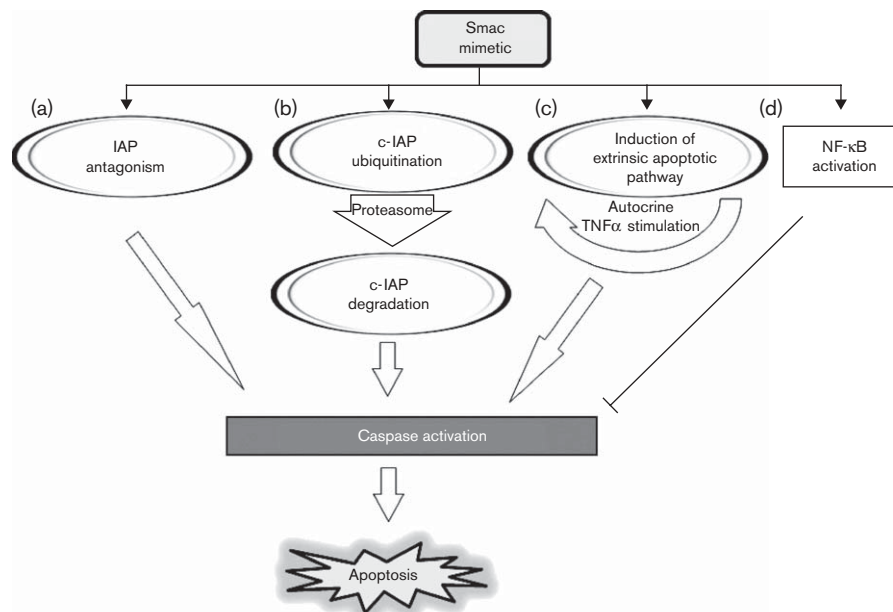 Smac
mimetic
(a)
(b)
(c)
(d)
IAP
antagonism
c-IAP
ubiquitination
Induction of
extrinsic apoptotic
pathway
NF-κB
activation
Proteasome
Autocrine
TNFα stimulation
c-IAP
degradation
Caspase activation
Apoptosis